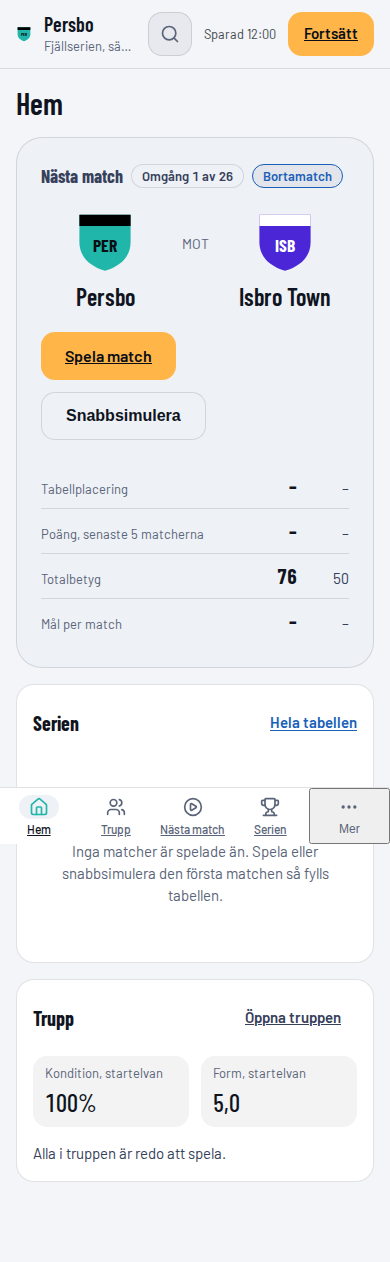 PER
Persbo
Fjällserien, sä…
Sparad 12:00
Fortsätt
Hem
Nästa match
Omgång 1 av 26
Bortamatch
PER
MOT
ISB
Persbo
Isbro Town
Spela match
Snabbsimulera
Tabellplacering – –
Poäng, senaste 5 matcherna – –
Totalbetyg 76 50
Mål per match – –
Serien
Hela tabellen
Hem
Trupp
Nästa match
Serien
Mer
Inga matcher är spelade än. Spela eller
snabbsimulera den första matchen så fylls
tabellen.
Trupp
Öppna truppen
Kondition, startelvan
100%
Form, startelvan
5,0
Alla i truppen är redo att spela.